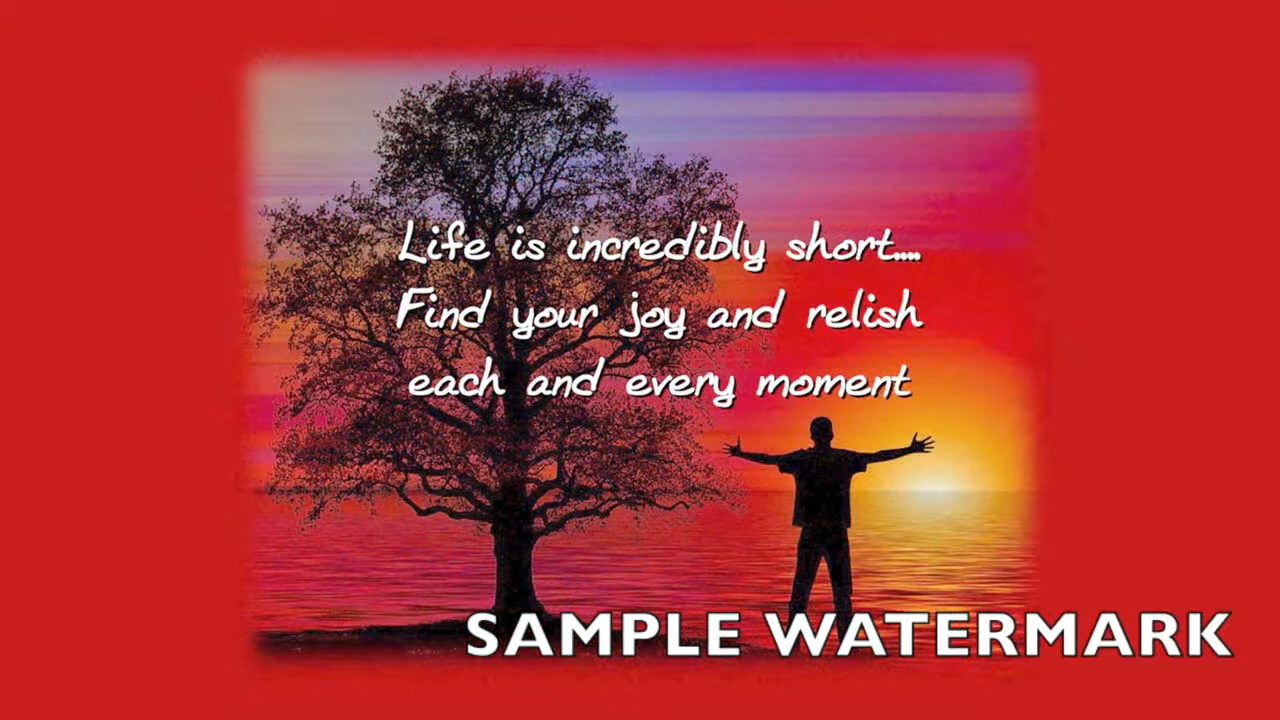 Life is incredibly short....
Find your joy and relish
each and every moment
SAMPLE WATERMARK